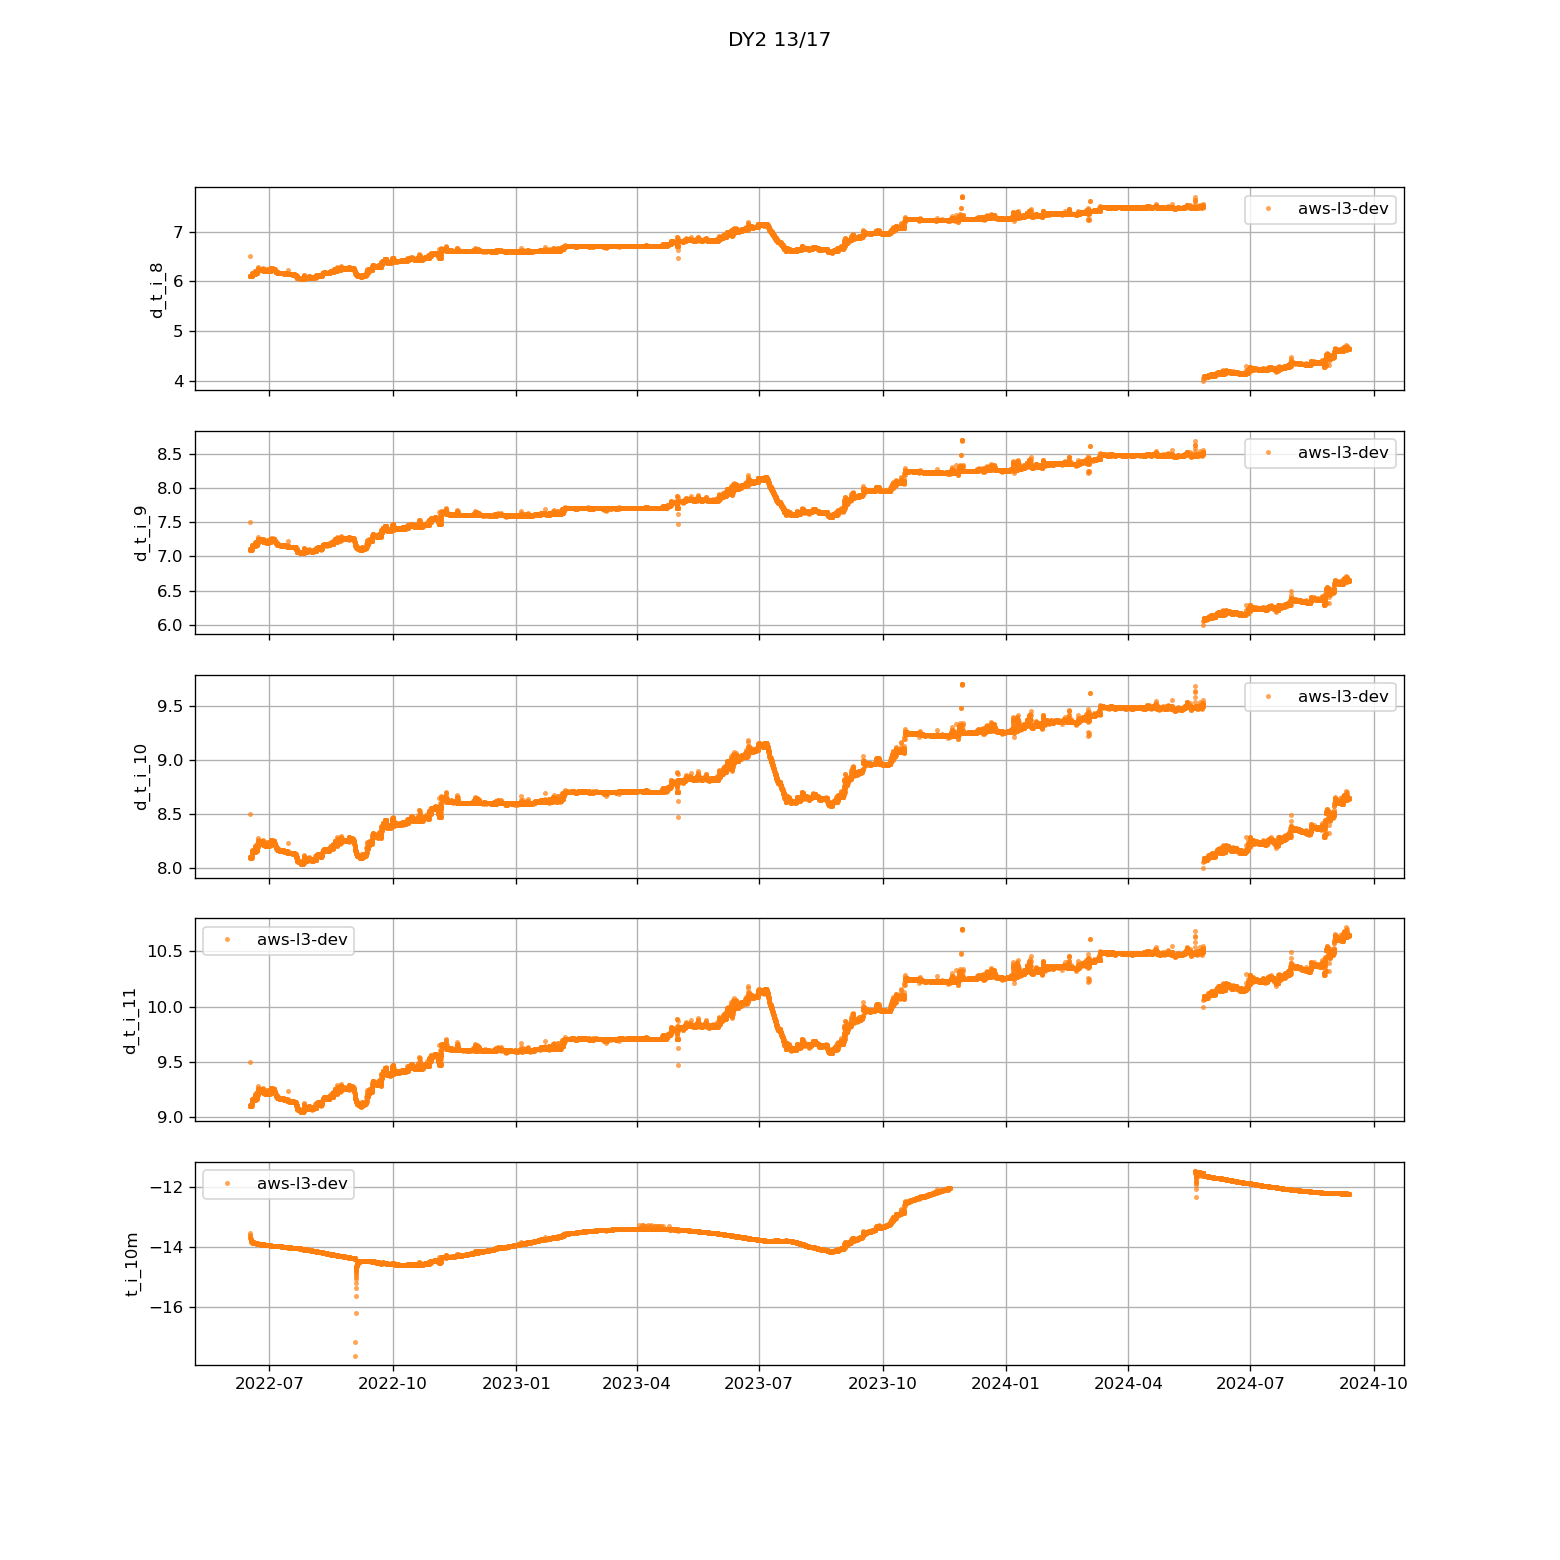 DY2 13/17
aws-l3-dev
d_t_i_8
7
6
5
4
aws-l3-dev
d_t_i_9
8.5
8.0
7.5
7.0
6.5
6.0
aws-l3-dev
d_t_i_10
9.5
9.0
8.5
8.0
aws-l3-dev
d_t_i_11
10.5
10.0
9.5
9.0
aws-l3-dev
t_i_10m
−12
−14
−16
2022-07 2022-10 2023-01 2023-04 2023-07 2023-10 2024-01 2024-04 2024-07 2024-10